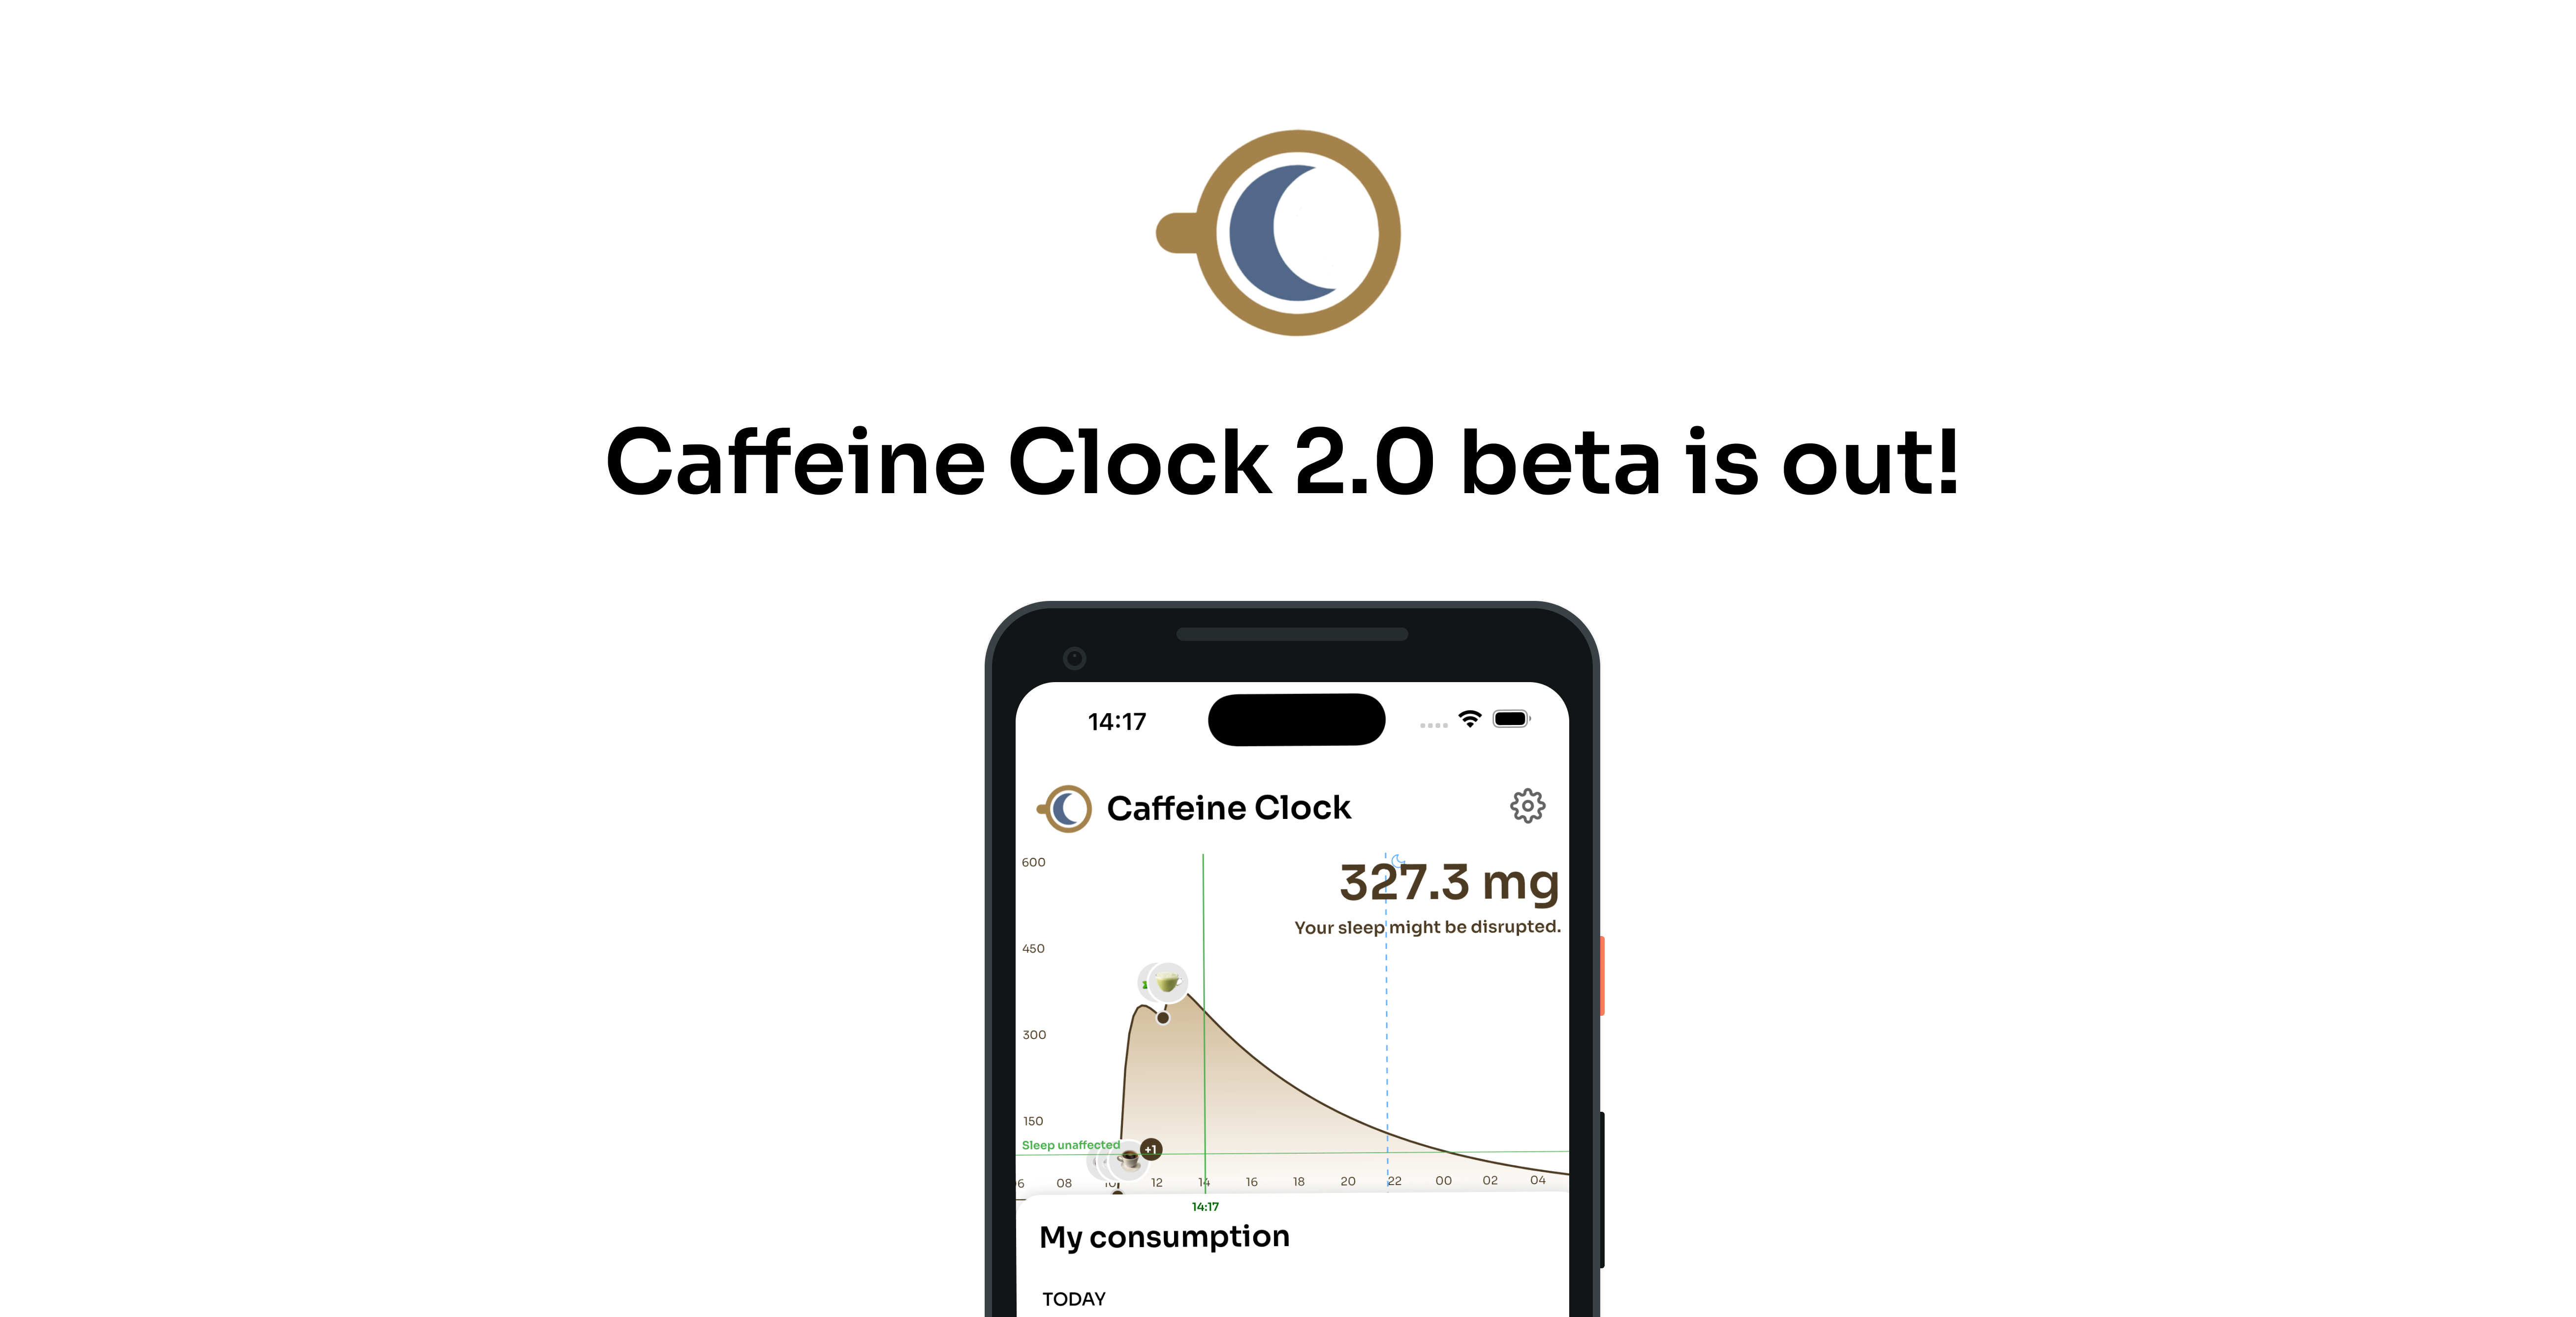 Caffeine Clock 2.0 beta is out!
14:17
Caffeine Clock
600
327.3 mg
Your sleep might be disrupted.
450
300
150
Sleep unaffected
+1
08 10 12 14 16 18 20 22 00 02 04
14:17
My consumption
TODAY